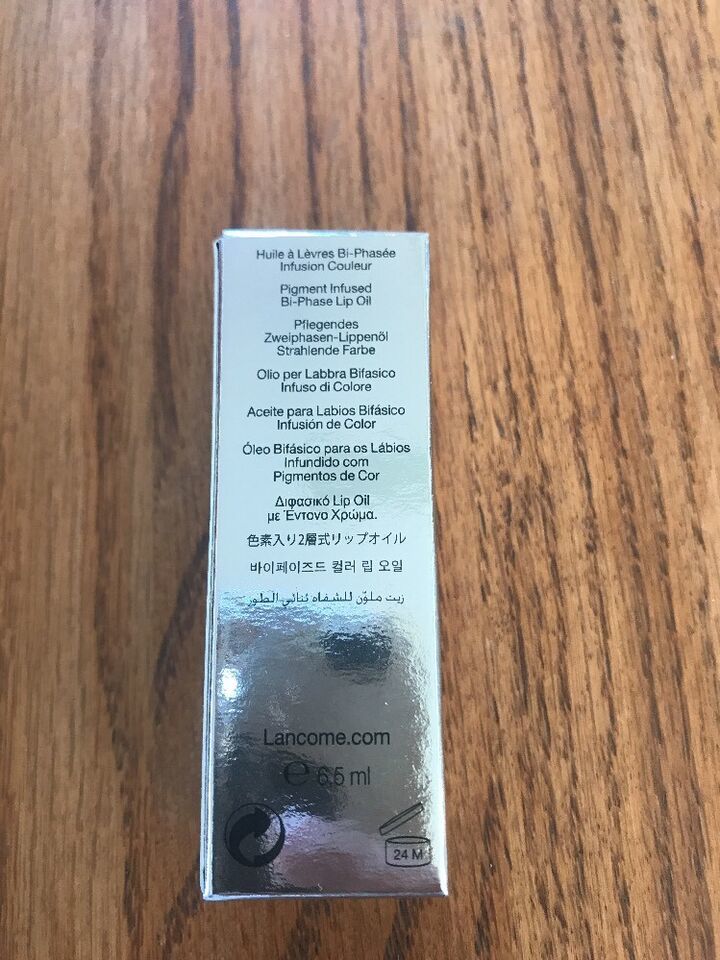 Huile à Lèvres Bi-Phasée
Infusion Couleur
Pigment Infused
Bi-Phase Lip Oil
Pflegendes
Zweiphasen-Lippenöl
Strahlende Farbe
Olio per Labbra Bifasico
Infuso di Colore
Aceite para Labios Bifásico
Infusión de Color
Óleo Bifásico para os Lábios
Infundido com
Pigmentos de Cor
Διφασικό Lip Oil
με Έντονο Χρώμα.
色素入り2層式リップオイル
바이페이즈드 컬러 립 오일
زيت ملوّن للشفاه ثنائي الطور
Lancome.com
℮ 6.5 ml
24 M